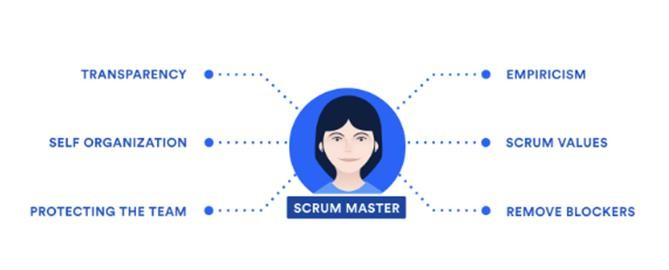 TRANSPARENCY
EMPIRICISM
SELF ORGANIZATION
SCRUM VALUES
PROTECTING THE TEAM
SCRUM MASTER
REMOVE BLOCKERS